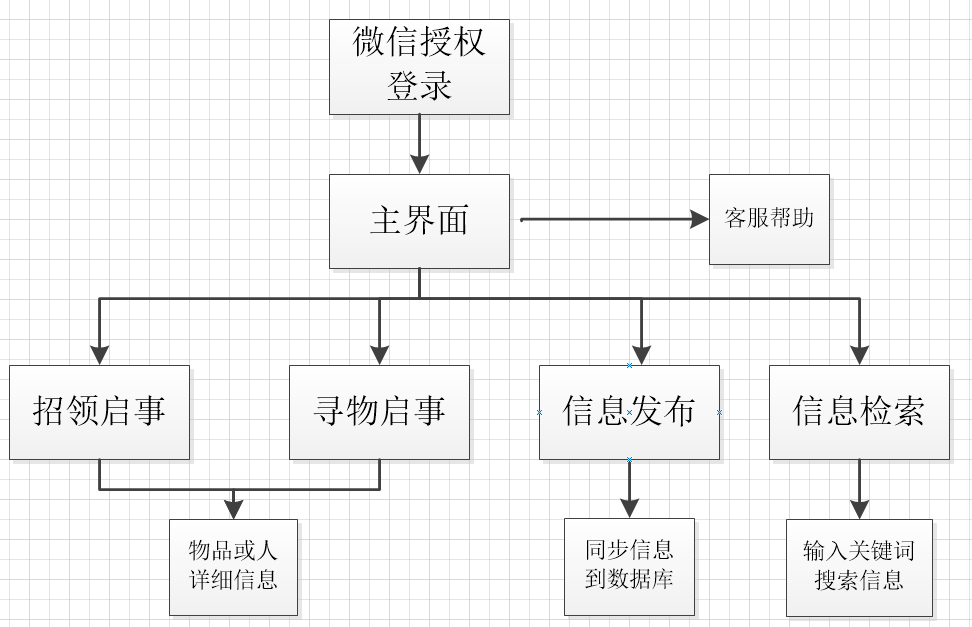 微信授权
登录
主界面
客服帮助
招领启事
寻物启事
信息发布
信息检索
物品或人
详细信息
同步信息
到数据库
输入关键词
搜索信息